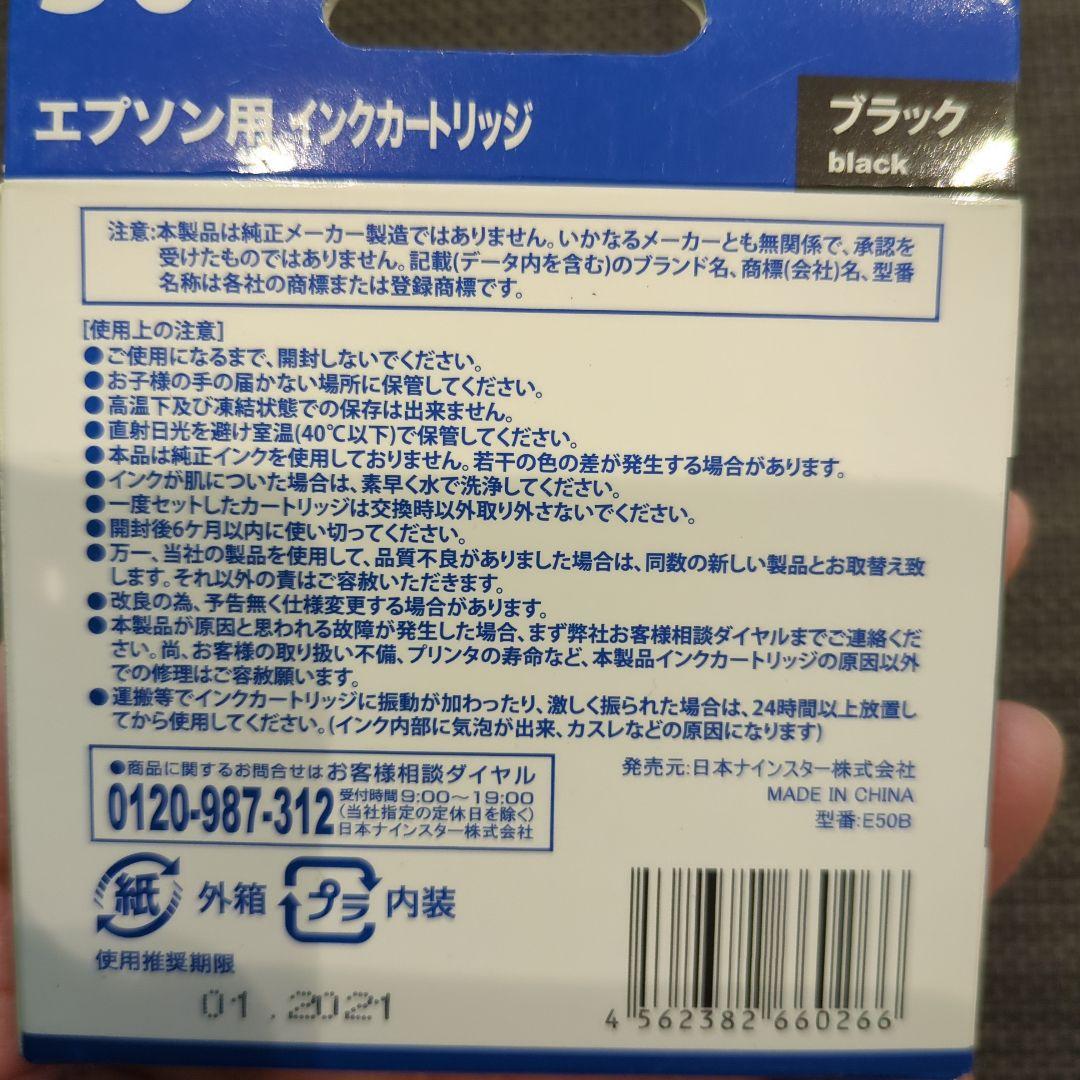 エプソン用 インクカートリッジ
ブラック
black
注意:本製品は純正メーカー製造ではありません。いかなるメーカーとも無関係で、承認を
受けたものではありません。記載(データ内を含む)のブランド名、商標(会社)名、型番
名称は各社の商標または登録商標です。
[使用上の注意]
●ご使用になるまで、開封しないでください。
●お子様の手の届かない場所に保管してください。
●高温下及び凍結状態での保存は出来ません。
●直射日光を避け室温(40℃以下)で保管してください。
●本品は純正インクを使用しておりません。若干の色の差が発生する場合があります。
●インクが肌についた場合は、素早く水で洗浄してください。
●一度セットしたカートリッジは交換時以外取り外さないでください。
●開封後6ケ月以内に使い切ってください。
●万一、当社の製品を使用して、品質不良がありました場合は、同数の新しい製品とお取替え致
します。それ以外の責はご容赦いただきます。
●改良の為、予告無く仕様変更する場合があります。
●本製品が原因と思われる故障が発生した場合、まず弊社お客様相談ダイヤルまでご連絡くだ
さい。尚、お客様の取り扱い不備、プリンタの寿命など、本製品インクカートリッジの原因以外
での修理はご容赦願います。
●運搬等でインクカートリッジに振動が加わったり、激しく振られた場合は、24時間以上放置し
てから使用してください。(インク内部に気泡が出来、カスレなどの原因になります)
●商品に関するお問合せは お客様相談ダイヤル
0120-987-312 受付時間 9:00〜19:00
(当社指定の定休日を除く)
日本ナインスター株式会社
発売元:日本ナインスター株式会社
MADE IN CHINA
型番:E50B
紙 外箱 プラ 内装
使用推奨期限
01.2021
4 562382 660266